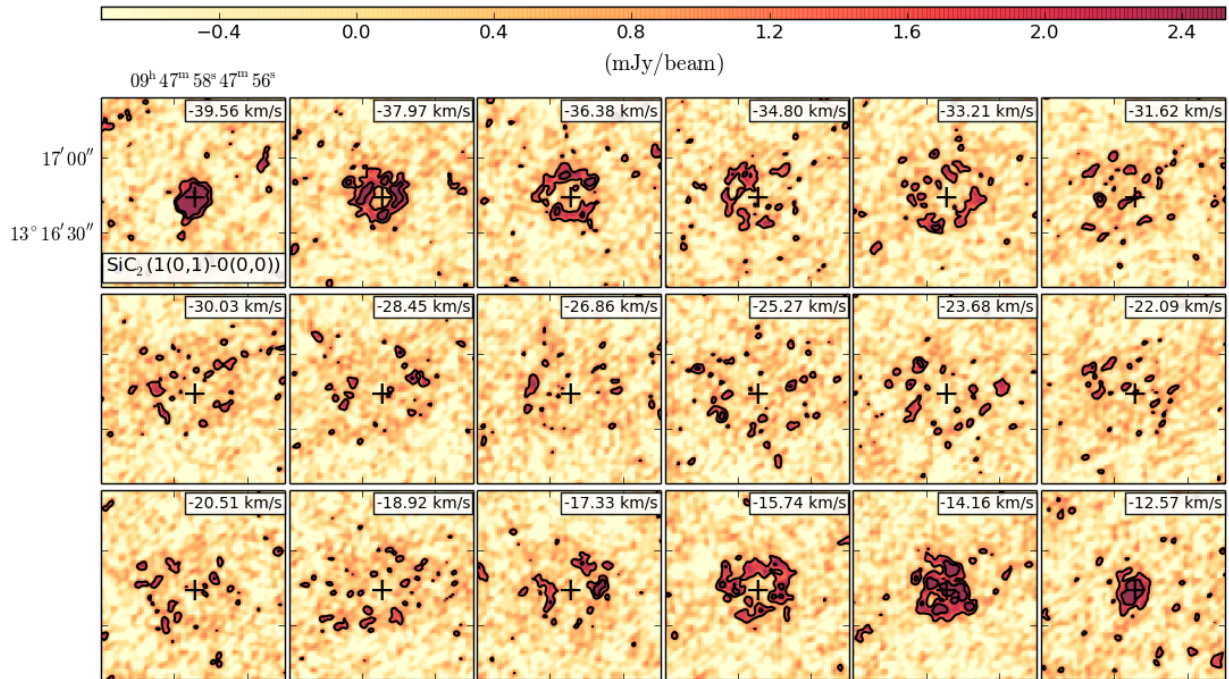 −0.4 0.0 0.4 0.8 1.2 1.6 2.0 2.4
(mJy/beam)
09ʰ 47ᵐ 58ˢ 47ᵐ 56ˢ
-39.56 km/s -37.97 km/s -36.38 km/s -34.80 km/s -33.21 km/s -31.62 km/s
17′ 00″
13° 16′ 30″
SiC₂ (1(0,1)-0(0,0))
-30.03 km/s -28.45 km/s -26.86 km/s -25.27 km/s -23.68 km/s -22.09 km/s
-20.51 km/s -18.92 km/s -17.33 km/s -15.74 km/s -14.16 km/s -12.57 km/s